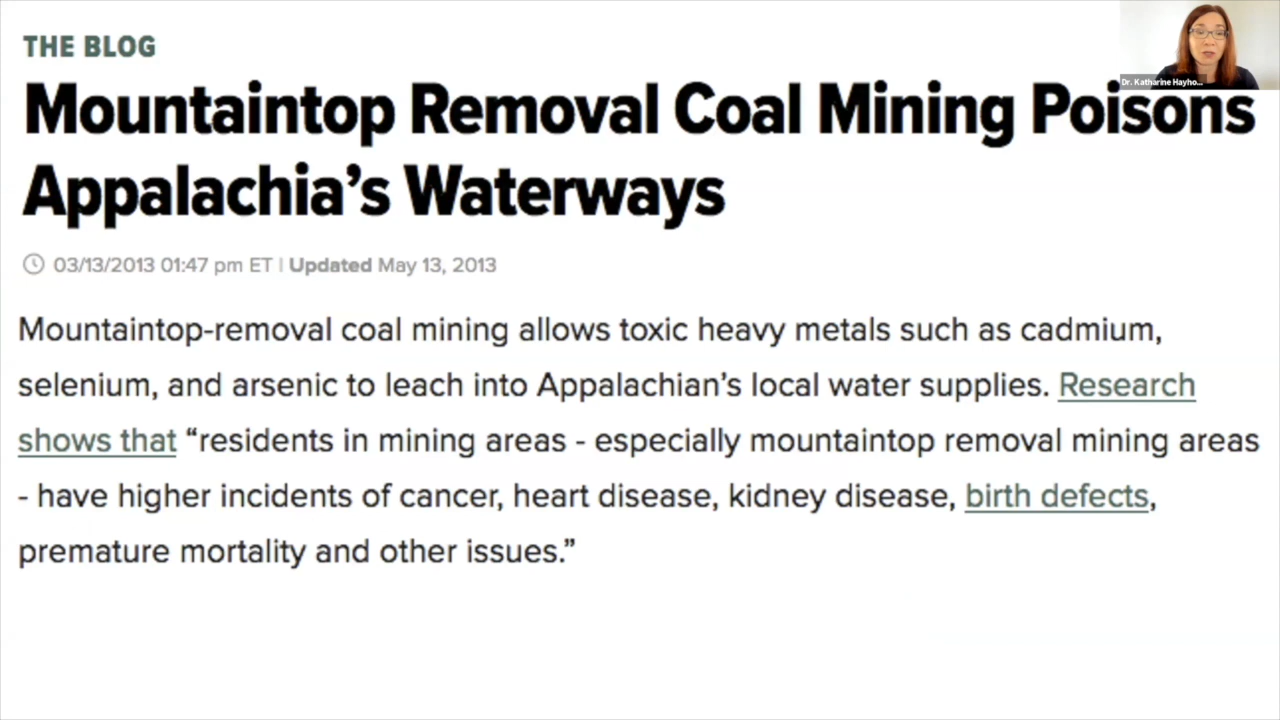 THE BLOG
Dr. Katharine Hayho...
Mountaintop Removal Coal Mining Poisons
Appalachia’s Waterways
03/13/2013 01:47 pm ET | Updated May 13, 2013
Mountaintop-removal coal mining allows toxic heavy metals such as cadmium,
selenium, and arsenic to leach into Appalachian’s local water supplies. Research
shows that “residents in mining areas - especially mountaintop removal mining areas
- have higher incidents of cancer, heart disease, kidney disease, birth defects,
premature mortality and other issues.”